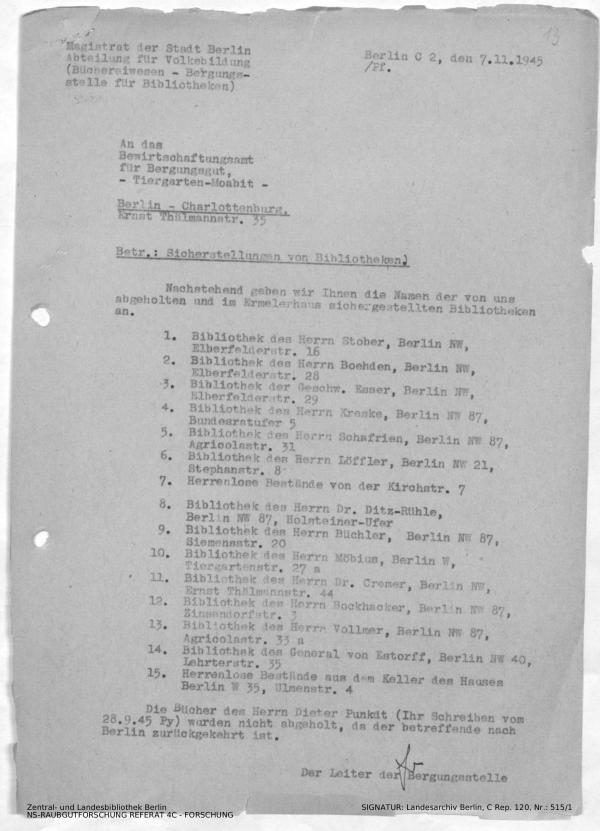 13
Magistrat der Stadt Berlin
Abteilung für Volksbildung
(Büchereiwesen - Bergungs-
stelle für Bibliotheken)
Berlin C 2, den 7.11.1945
/Pf.
An das
Bewirtschaftungsamt
für Bergungsgut,
- Tiergarten-Moabit -
Berlin - Charlottenburg,
Ernst Thälmannstr. 35
Betr.: Sicherstellungen von Bibliotheken.
Nachstehend geben wir Ihnen die Namen der von uns
abgeholten und im Ermelerhaus sichergestellten Bibliotheken
an.
1. Bibliothek des Herrn Stober, Berlin NW,
Elberfelderstr. 16
2. Bibliothek des Herrn Boehden, Berlin NW,
Elberfelderstr. 28
3. Bibliothek der Geschw. Esser, Berlin NW,
Elberfelderstr. 29
4. Bibliothek des Herrn Kreske, Berlin NW 87,
Bundesratufer 5
5. Bibliothek des Herrn Schafrien, Berlin NW 87,
Agricolastr. 31
6. Bibliothek des Herrn Löffler, Berlin NW 21,
Stephanstr. 8
7. Herrenlose Bestände von der Kirchstr. 7
8. Bibliothek des Herrn Dr. Ditz-Rühle,
Berlin NW 87, Holsteiner-Ufer
9. Bibliothek des Herrn Büchler, Berlin NW 87,
Siemensstr. 20
10. Bibliothek des Herrn Möbius, Berlin W,
Tiergartenstr. 27 a
11. Bibliothek des Herrn Dr. Cremer, Berlin NW,
Ernst Thälmannstr. 44
12. Bibliothek des Herrn Bockhacker, Berlin NW 87,
Zinzendorfstr. 3
13. Bibliothek des Herrn Vollmer, Berlin NW 87,
Agricolastr. 33 a
14. Bibliothek des General von Estorff, Berlin NW 40,
Lehrterstr. 35
15. Herrenlose Bestände aus dem Keller des Hauses
Berlin W 35, Ulmenstr. 4
Die Bücher des Herrn Dieter Punkät (Ihr Schreiben vom
28.9.45 Py) wurden nicht abgeholt, da der betreffende nach
Berlin zurückgekehrt ist.
Der Leiter der Bergungsstelle
Zentral- und Landesbibliothek Berlin
NS-RAUBGUTFORSCHUNG REFERAT 4C - FORSCHUNG
SIGNATUR: Landesarchiv Berlin, C Rep. 120, Nr.: 515/1